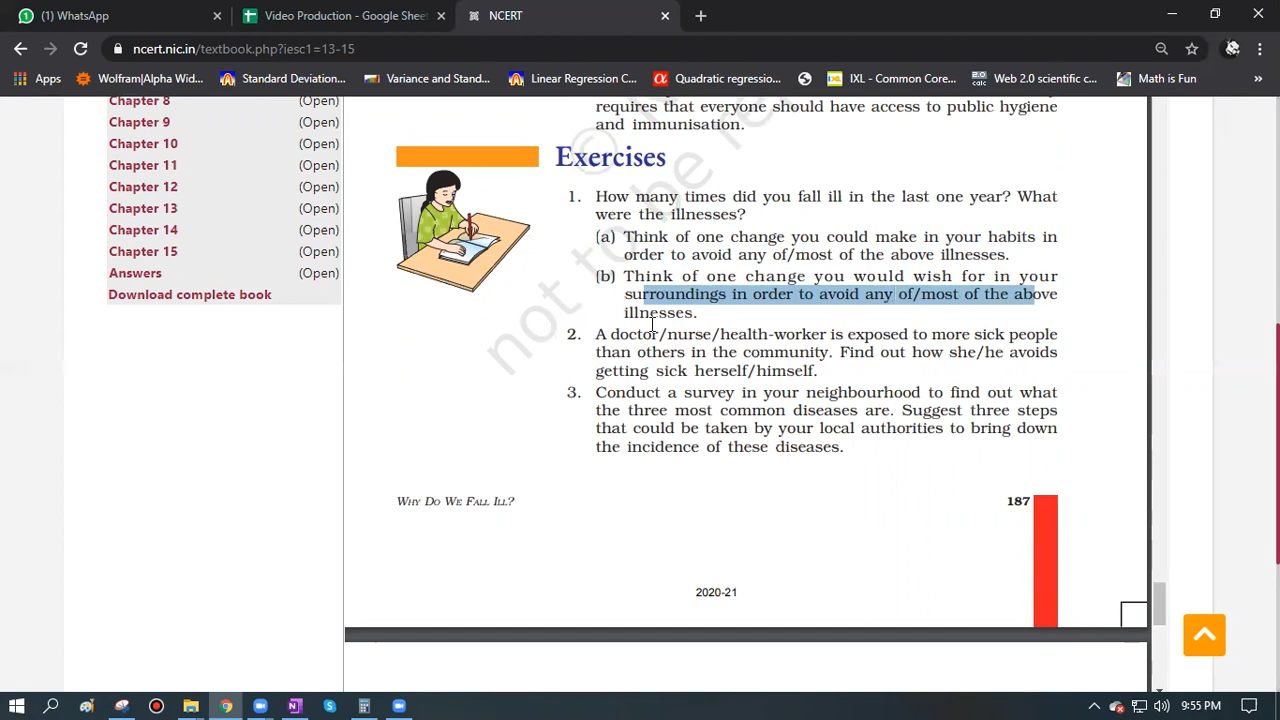 (1) WhatsApp
Video Production - Google Sheet
NCERT
ncert.nic.in/textbook.php?iesc1=13-15
Apps
Wolfram|Alpha Wid...
Standard Deviation...
Variance and Stand...
Linear Regression C...
Quadratic regressio...
IXL - Common Core...
Web 2.0 scientific c...
Math is Fun
Chapter 8 (Open)
Chapter 9 (Open)
Chapter 10 (Open)
Chapter 11 (Open)
Chapter 12 (Open)
Chapter 13 (Open)
Chapter 14 (Open)
Chapter 15 (Open)
Answers (Open)
Download complete book (Open)
requires that everyone should have access to public hygiene
and immunisation.
Exercises
1. How many times did you fall ill in the last one year? What
were the illnesses?
(a) Think of one change you could make in your habits in
order to avoid any of/most of the above illnesses.
(b) Think of one change you would wish for in your
surroundings in order to avoid any of/most of the above
illnesses.
2. A doctor/nurse/health-worker is exposed to more sick people
than others in the community. Find out how she/he avoids
getting sick herself/himself.
3. Conduct a survey in your neighbourhood to find out what
the three most common diseases are. Suggest three steps
that could be taken by your local authorities to bring down
the incidence of these diseases.
WHY DO WE FALL ILL?
187
2020-21
not to be re
9:55 PM